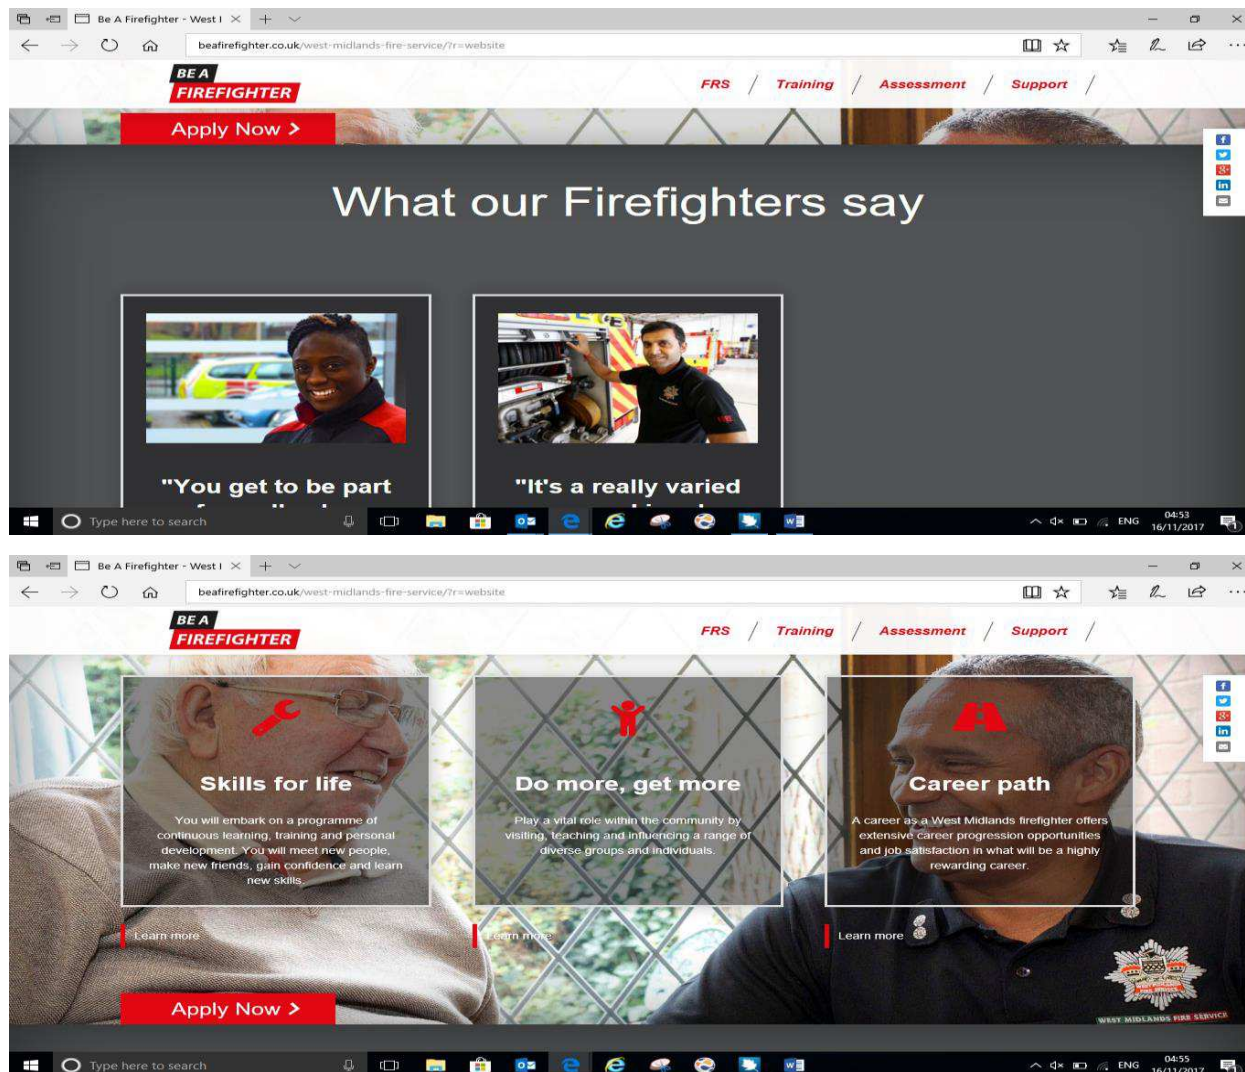 Be A Firefighter - West I
beafirefighter.co.uk/west-midlands-fire-service/?r=website
BE A
FIREFIGHTER
FRS / Training / Assessment / Support /
Apply Now >
What our Firefighters say
"You get to be part
"It's a really varied
Type here to search
ENG
04:53
16/11/2017
Be A Firefighter - West I
beafirefighter.co.uk/west-midlands-fire-service/?r=website
BE A
FIREFIGHTER
FRS / Training / Assessment / Support /
Skills for life
You will embark on a programme of
continuous learning, training and personal
development. You will meet new people,
make new friends, gain confidence and learn
new skills.
Learn more
Do more, get more
Play a vital role within the community by
visiting, teaching and influencing a range of
diverse groups and individuals.
Learn more
Career path
A career as a West Midlands firefighter offers
extensive career progression opportunities
and job satisfaction in what will be a highly
rewarding career.
Learn more
WEST MIDLANDS FIRE SERVICE
Apply Now >
Type here to search
ENG
04:55
16/11/2017